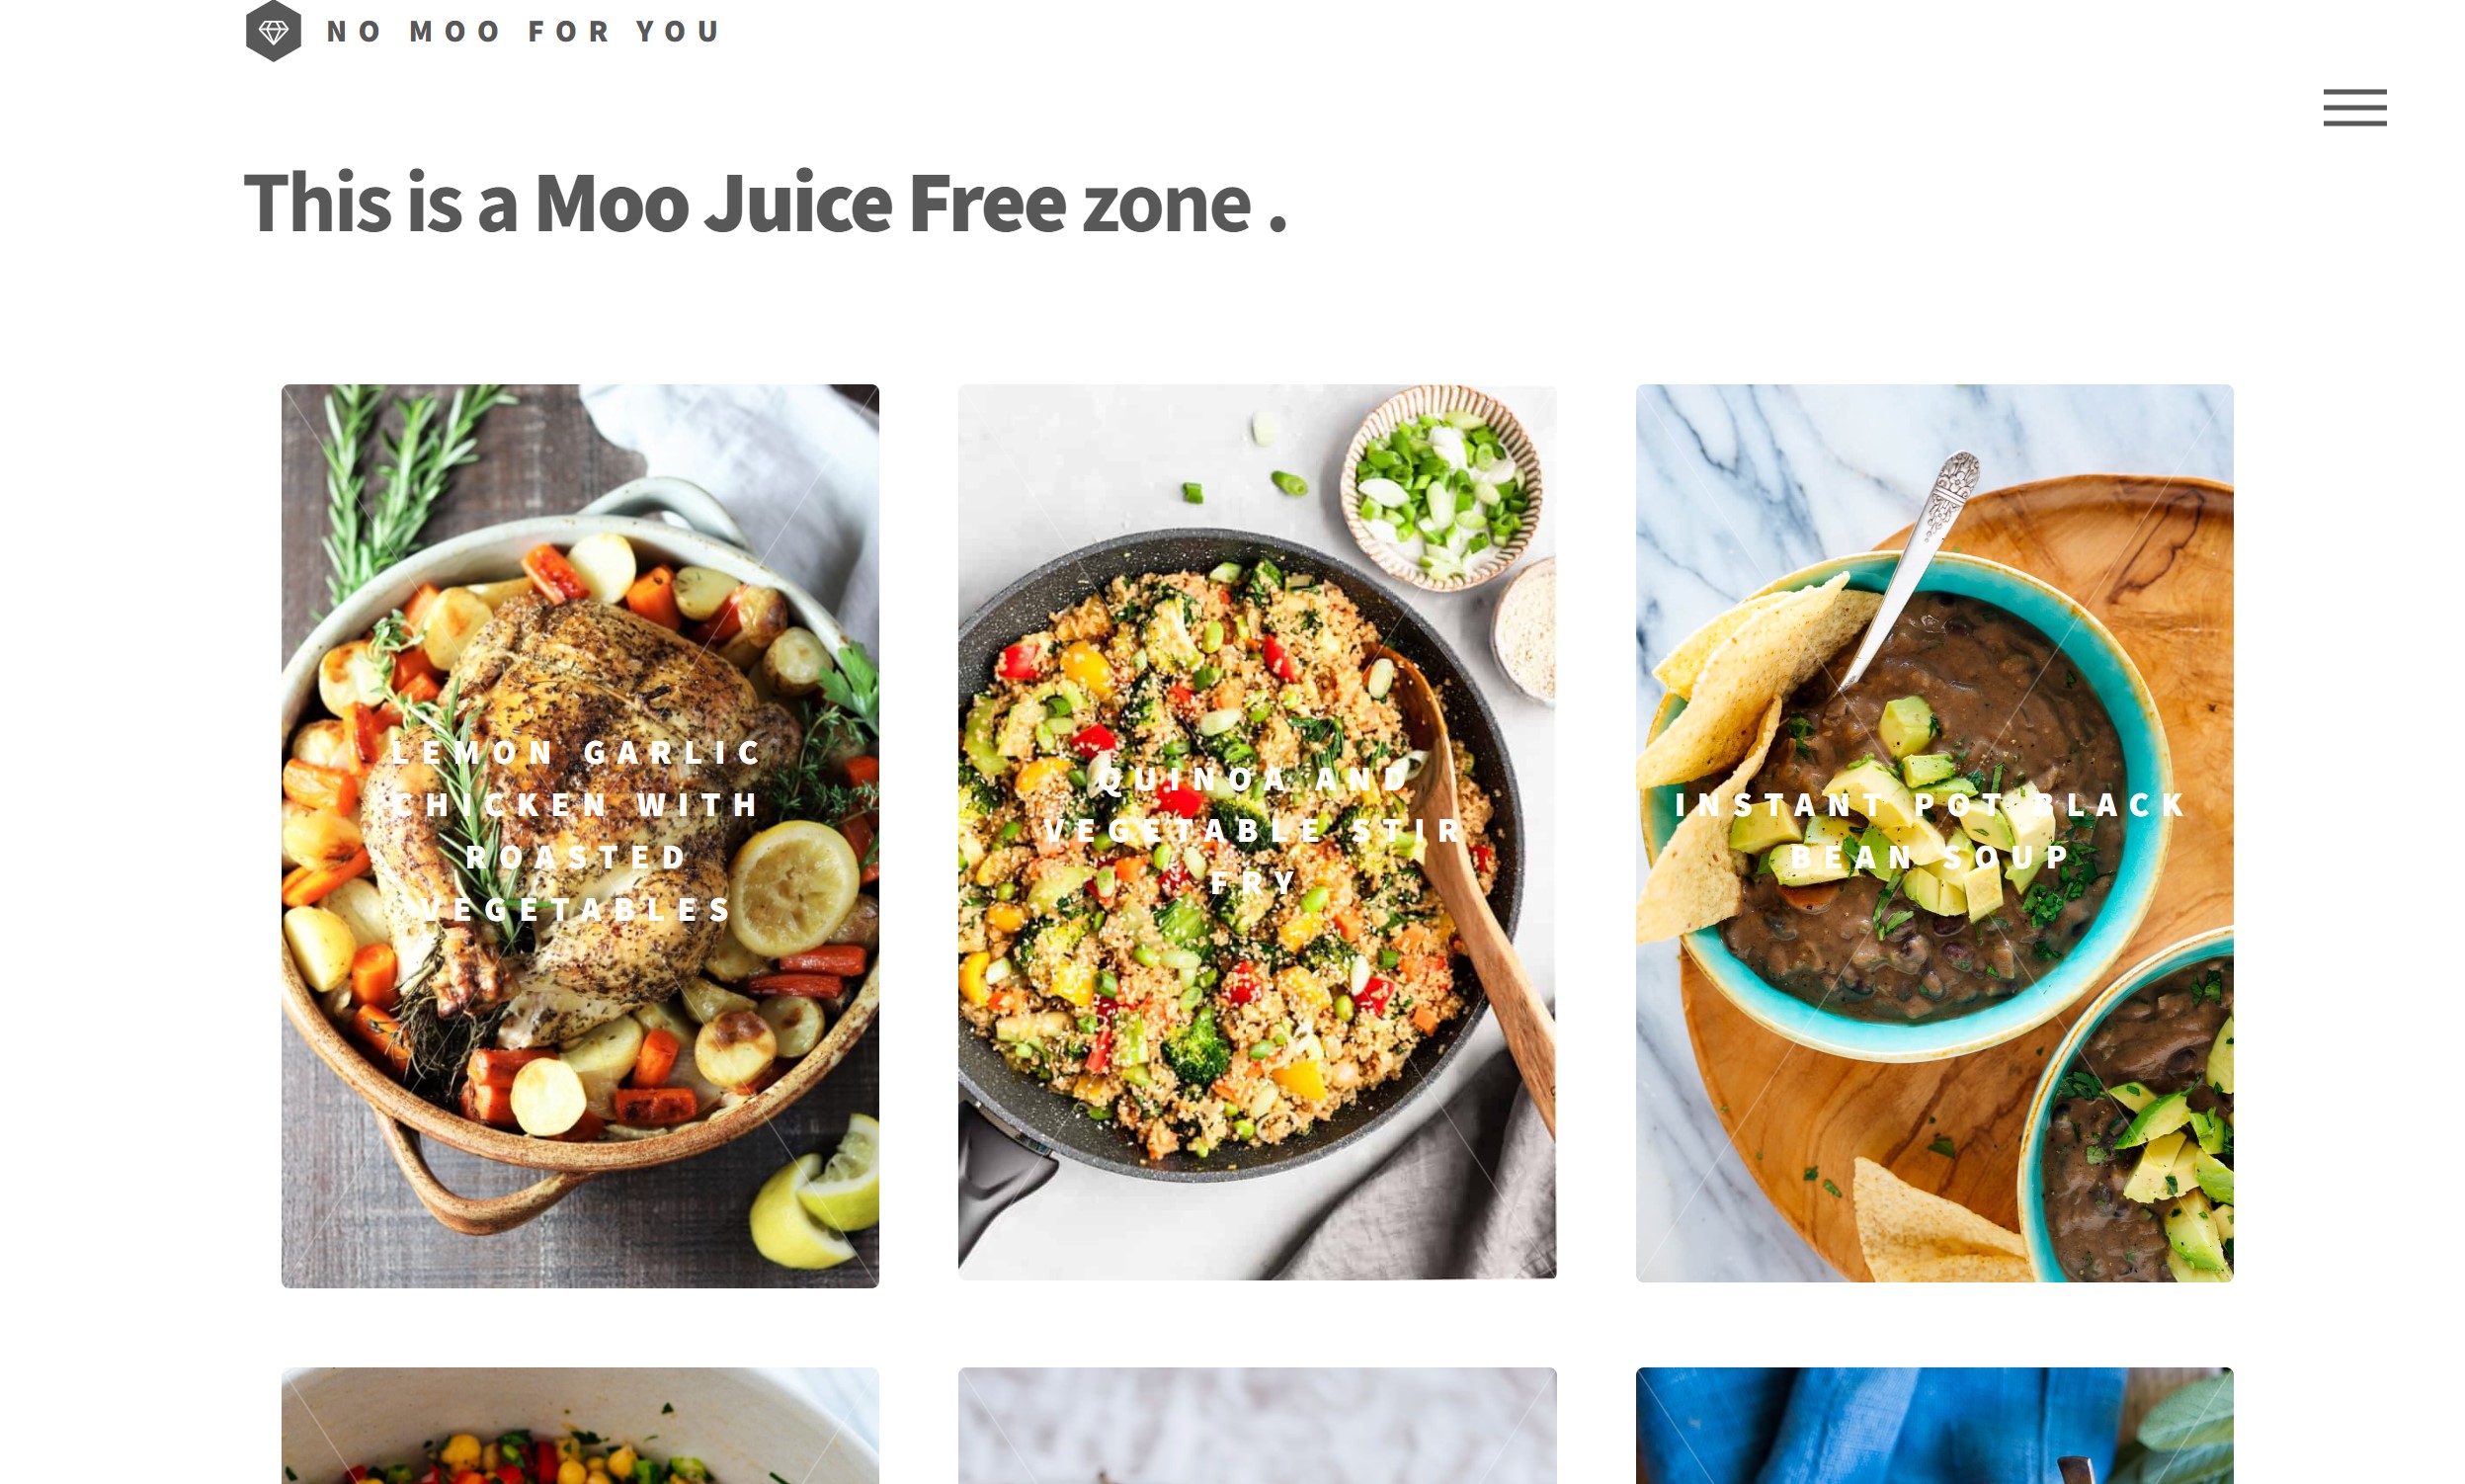 NO MOO FOR YOU
This is a Moo Juice Free zone .
LEMON GARLIC
CHICKEN WITH
ROASTED
VEGETABLES
QUINOA AND
VEGETABLE STIR
FRY
INSTANT POT BLACK
BEAN SOUP